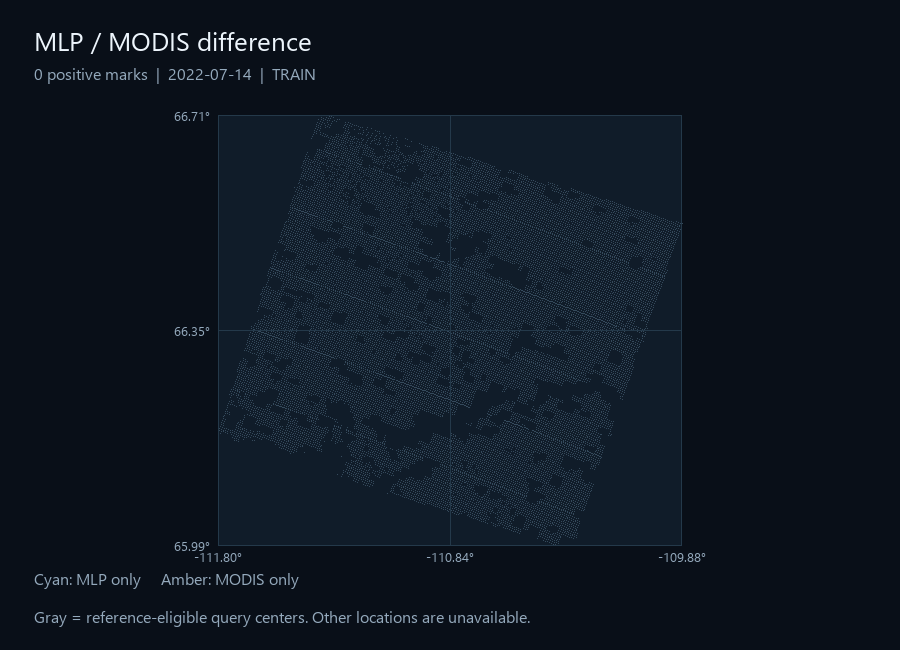 MLP / MODIS difference
0 positive marks | 2022-07-14 | TRAIN
66.71°
66.35°
65.99°
-111.80° -110.84° -109.88°
Cyan: MLP only Amber: MODIS only
Gray = reference-eligible query centers. Other locations are unavailable.